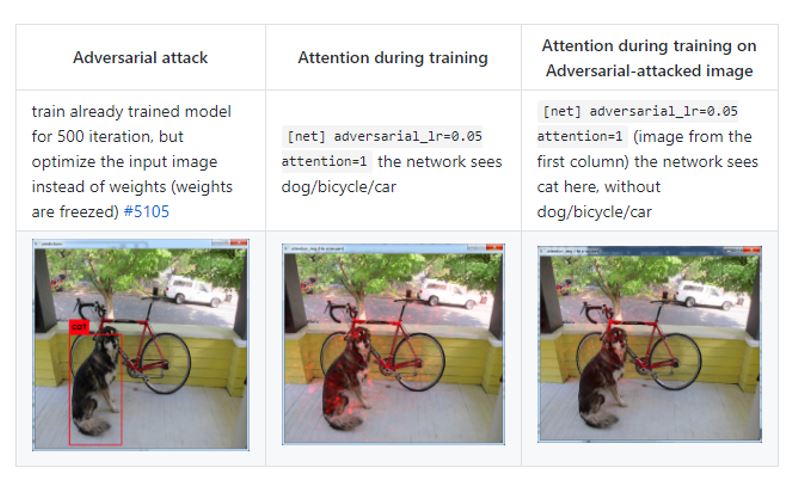 Adversarial attack
Attention during training
Attention during training on
Adversarial-attacked image
train already trained model
for 500 iteration, but
optimize the input image
instead of weights (weights
are freezed) #5105
[net] adversarial_lr=0.05
attention=1 the network sees
dog/bicycle/car
[net] adversarial_lr=0.05
attention=1 (image from the
first column) the network sees
cat here, without
dog/bicycle/car
cat